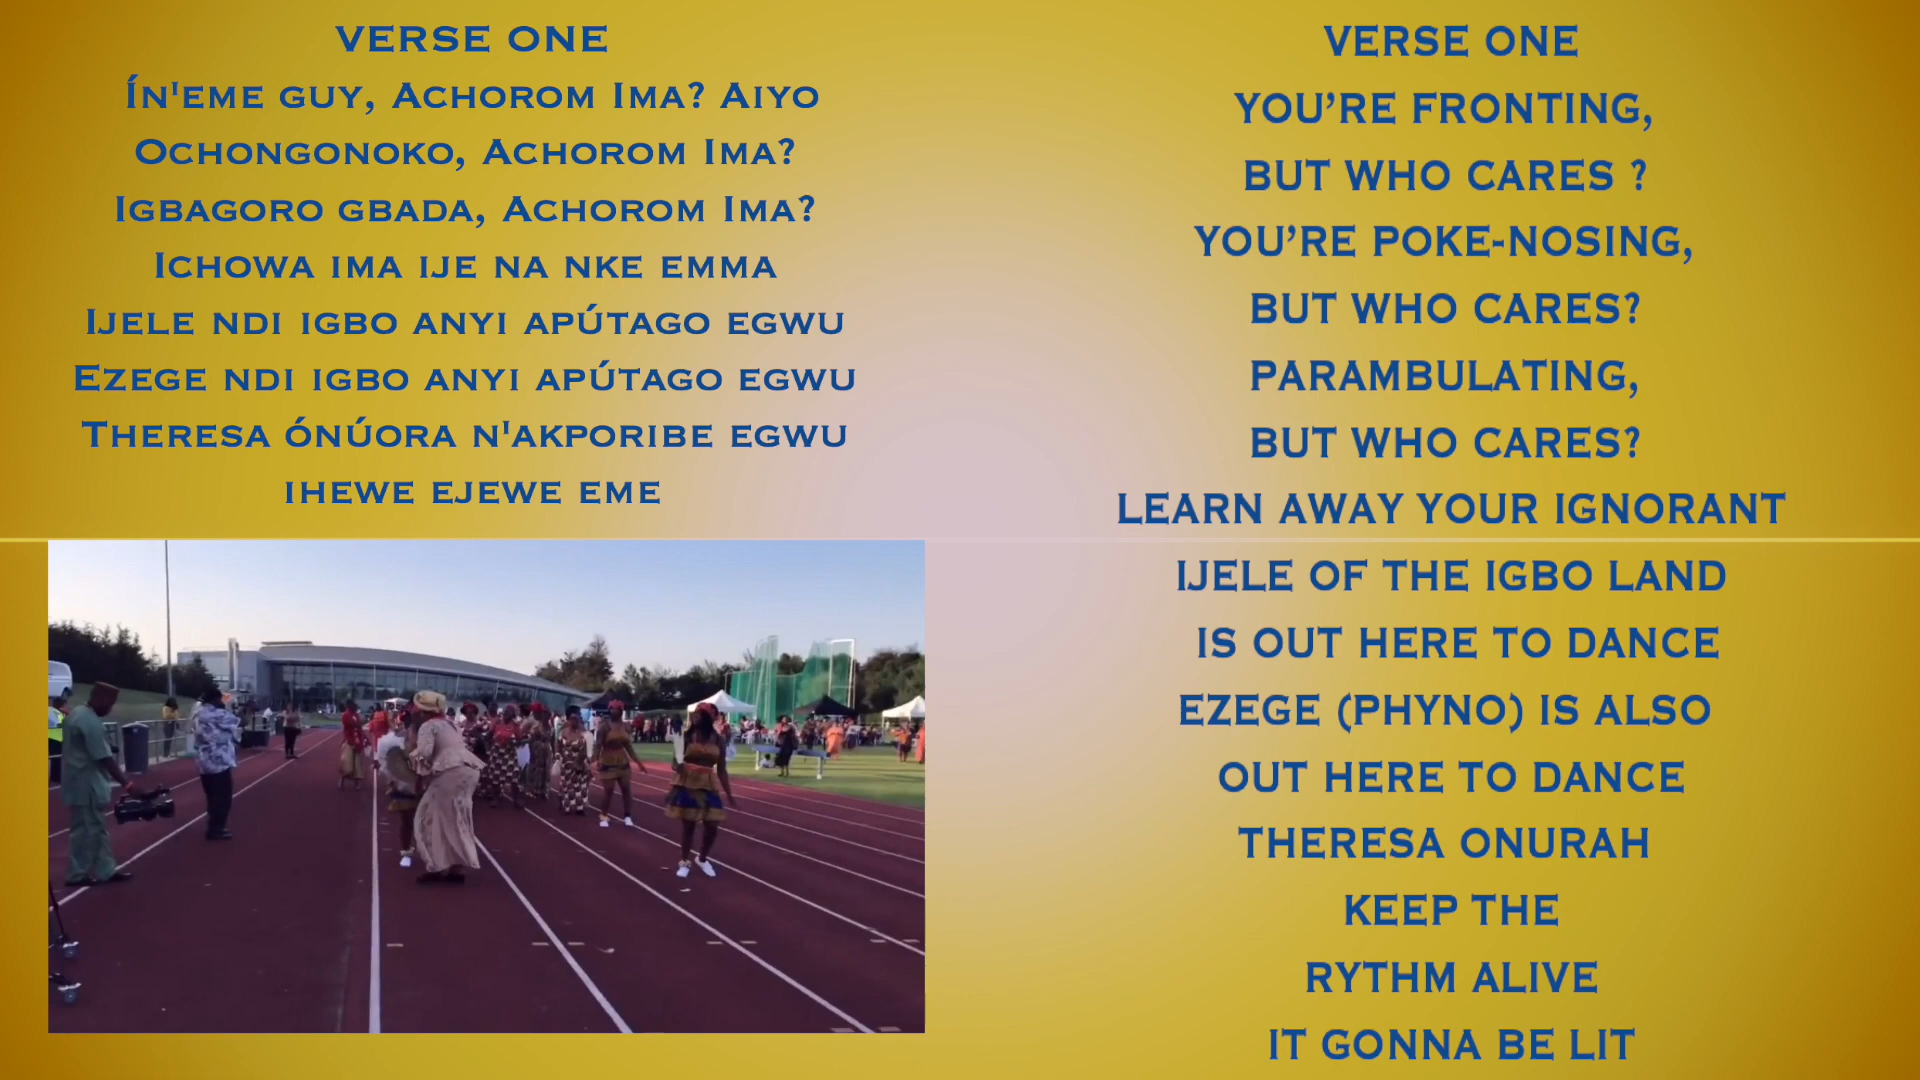 VERSE ONE
ÍN'EME GUY, ACHOROM IMA? AIYO
OCHONGONOKO, ACHOROM IMA?
IGBAGORO GBADA, ACHOROM IMA?
ICHOWA IMA IJE NA NKE EMMA
IJELE NDI IGBO ANYI APÚTAGO EGWU
EZEGE NDI IGBO ANYI APÚTAGO EGWU
THERESA ÓNÚORA N'AKPORIBE EGWU
IHEWE EJEWE EME
VERSE ONE
YOU’RE FRONTING,
BUT WHO CARES ?
YOU’RE POKE-NOSING,
BUT WHO CARES?
PARAMBULATING,
BUT WHO CARES?
LEARN AWAY YOUR IGNORANT
IJELE OF THE IGBO LAND
IS OUT HERE TO DANCE
EZEGE (PHYNO) IS ALSO
OUT HERE TO DANCE
THERESA ONURAH
KEEP THE
RYTHM ALIVE
IT GONNA BE LIT